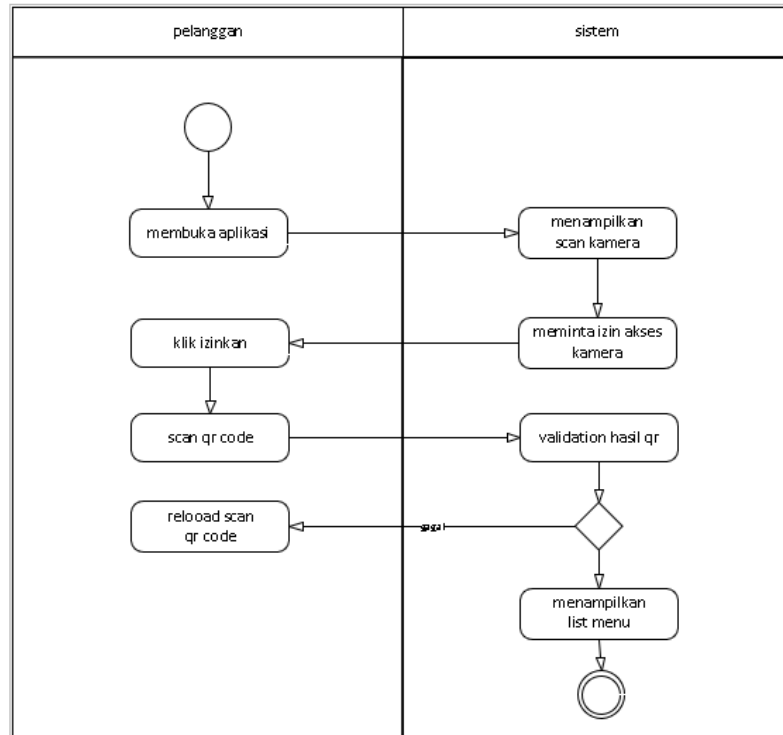 pelanggan
sistem
membuka aplikasi
menampilkan
scan kamera
klik izinkan
meminta izin akses
kamera
scan qr code
validation hasil qr
relooad scan
qr code
gagal
menampilkan
list menu